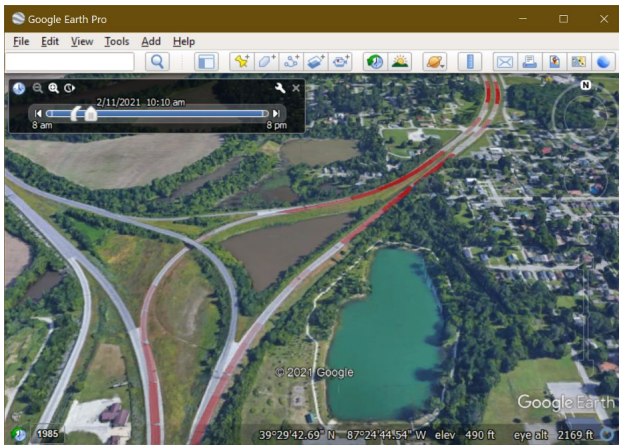 Google Earth Pro
File Edit View Tools Add Help
2/11/2021 10:10 am
8 am 8 pm
N
© 2021 Google
Google Earth
1985 39°29'42.69" N 87°24'44.54" W elev 490 ft eye alt 2169 ft